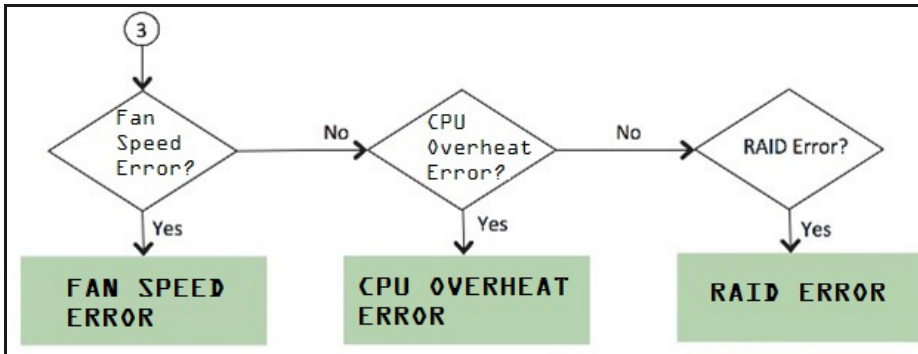 3
Fan
Speed
Error?
No
CPU
Overheat
Error?
No
RAID Error?
Yes
Yes
Yes
FAN SPEED
ERROR
CPU OVERHEAT
ERROR
RAID ERROR